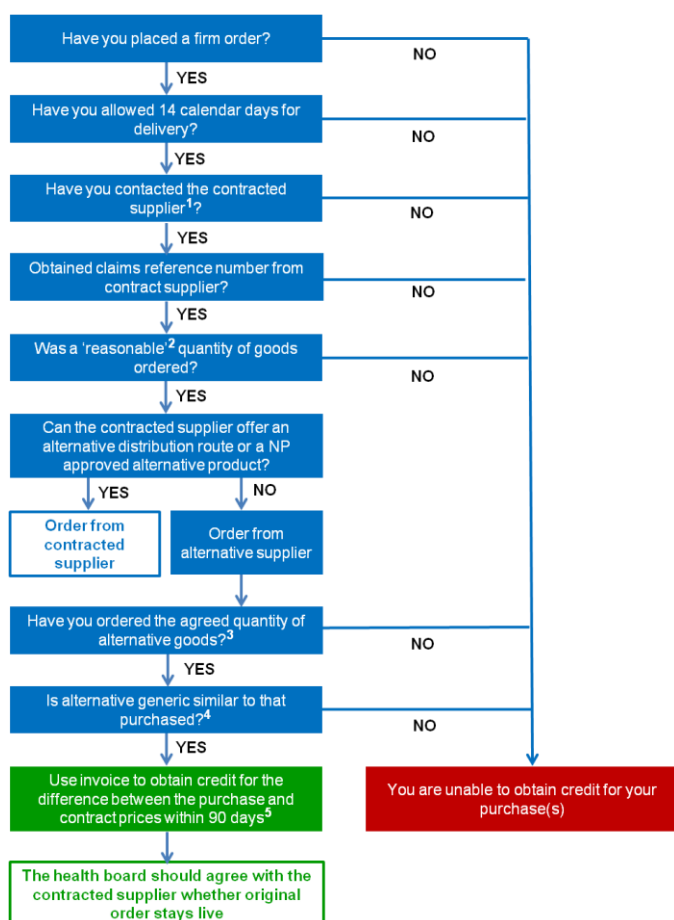 Have you placed a firm order?
NO
YES
Have you allowed 14 calendar days for
delivery?
NO
YES
Have you contacted the contracted
supplier¹?
NO
YES
Obtained claims reference number from
contract supplier?
NO
YES
Was a ‘reasonable’² quantity of goods
ordered?
NO
YES
Can the contracted supplier offer an
alternative distribution route or a NP
approved alternative product?
YES
NO
Order from
contracted
supplier
Order from
alternative supplier
Have you ordered the agreed quantity of
alternative goods?³
NO
YES
Is alternative generic similar to that
purchased?⁴
NO
YES
Use invoice to obtain credit for the
difference between the purchase and
contract prices within 90 days⁵
You are unable to obtain credit for your
purchase(s)
The health board should agree with the
contracted supplier whether original
order stays live